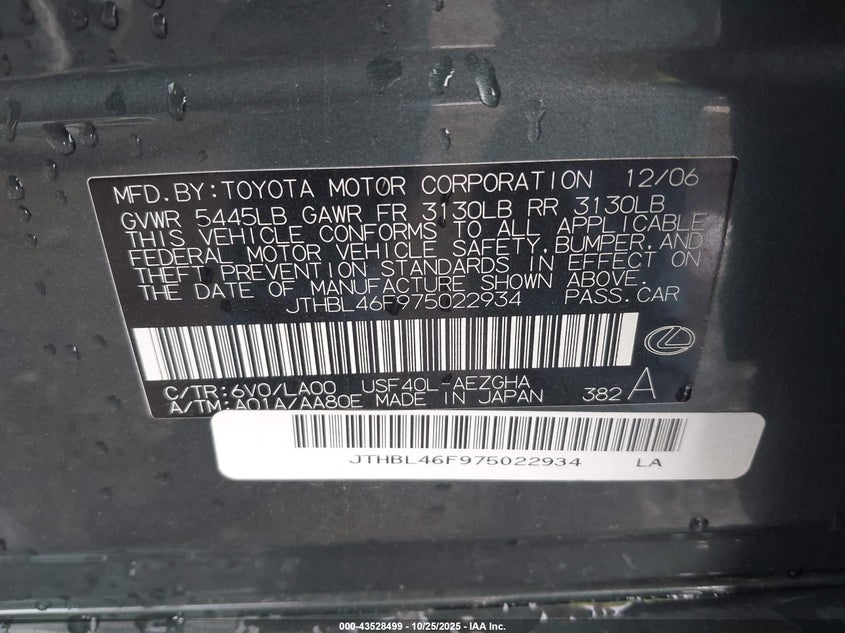 MFD.BY:TOYOTA MOTOR CORPORATION 12/06
GVWR 5445LB GAWR FR 3130LB RR 3130LB
THIS VEHICLE CONFORMS TO ALL APPLICABLE
FEDERAL MOTOR VEHICLE SAFETY,BUMPER,AND
THEFT PREVENTION STANDARDS IN EFFECT ON
THE DATE OF MANUFACTURE SHOWN ABOVE.
JTHBL46F975022934 PASS.CAR
C/TR:6V0/LA00 USF40L-AEZGHA
A/TM:A01A/AA80E MADE IN JAPAN 382 A
JTHBL46F975022934 LA
000-43528499 - 10/25/2025 - IAA Inc.